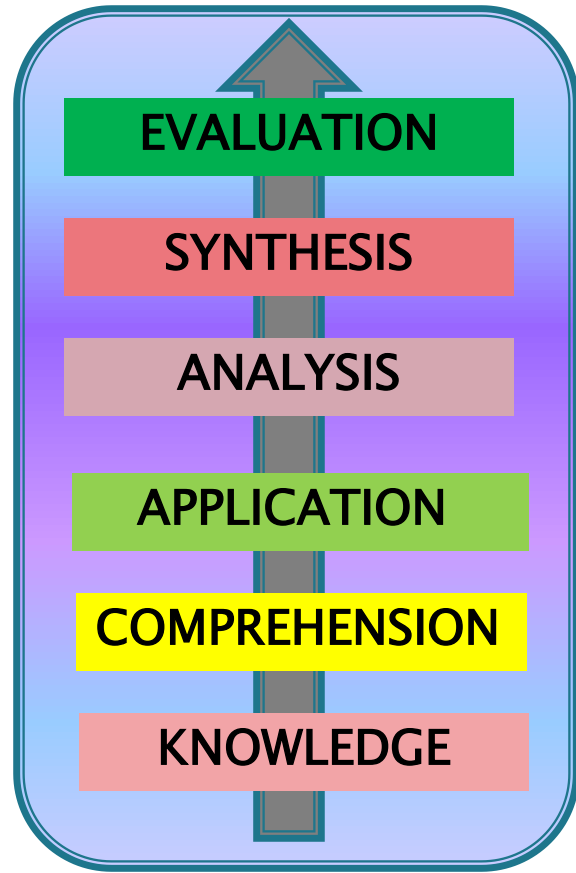 EVALUATION
SYNTHESIS
ANALYSIS
APPLICATION
COMPREHENSION
KNOWLEDGE